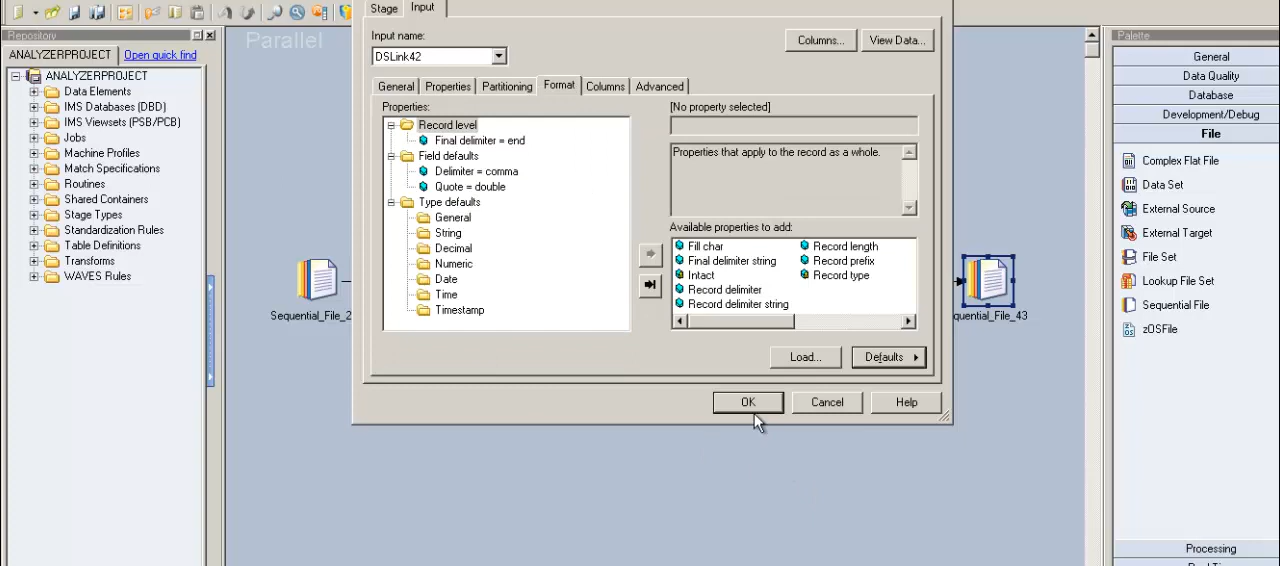 Stage
Input
Repository
ANALYZERPROJECT
Open quick find
ANALYZERPROJECT
Data Elements
IMS Databases (DBD)
IMS Viewsets (PSB/PCB)
Jobs
Machine Profiles
Match Specifications
Routines
Shared Containers
Stage Types
Standardization Rules
Table Definitions
Transforms
WAVES Rules
Parallel
Sequential_File_2
Input name:
DSLink42
Columns...
View Data...
General
Properties
Partitioning
Format
Columns
Advanced
Properties:
Record level
Final delimiter = end
Field defaults
Delimiter = comma
Quote = double
Type defaults
General
String
Decimal
Numeric
Date
Time
Timestamp
[No property selected]
Properties that apply to the record as a whole.
Available properties to add:
Fill char
Final delimiter string
Intact
Record delimiter
Record delimiter string
Record length
Record prefix
Record type
Load...
Defaults
OK
Cancel
Help
quential_File_43
Palette
General
Data Quality
Database
Development/Debug
File
Complex Flat File
Data Set
External Source
External Target
File Set
Lookup File Set
Sequential File
zOSFile
Processing